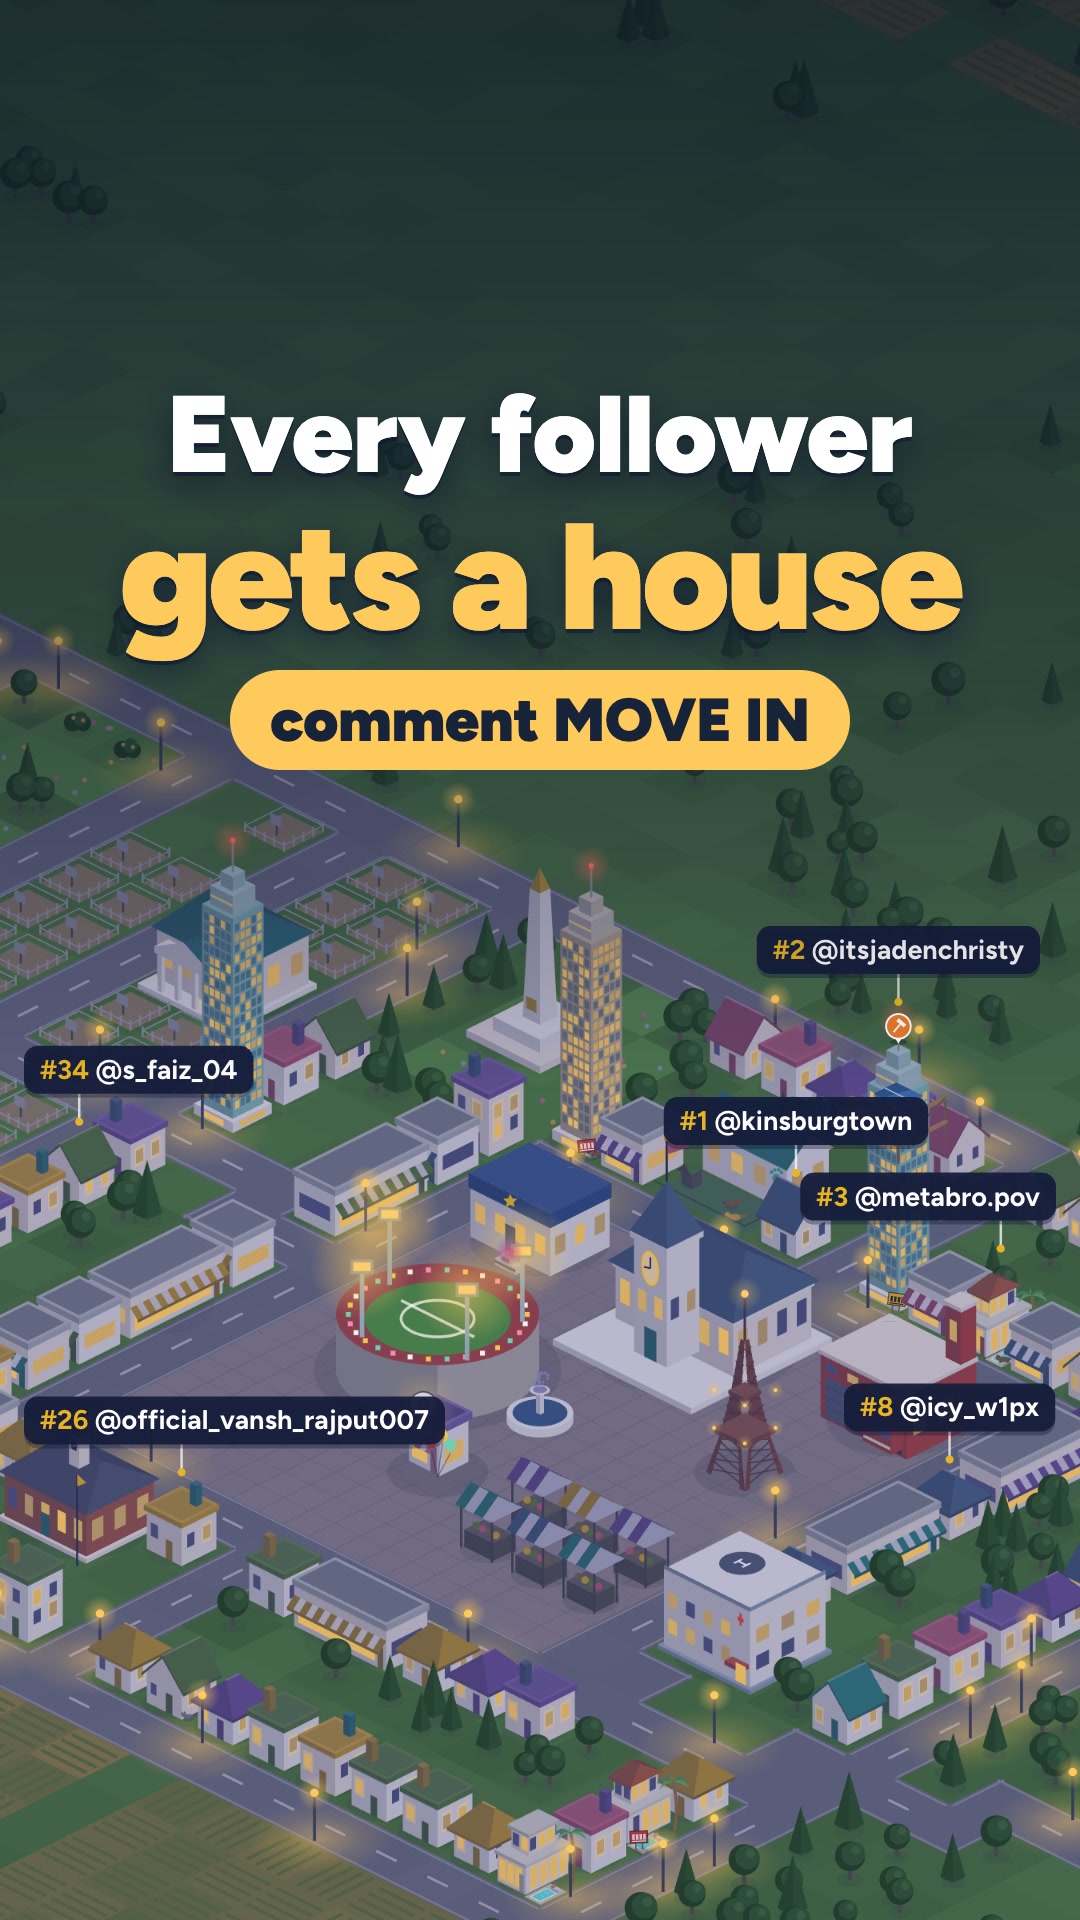 Every follower
gets a house
comment MOVE IN
#2 @itsjadenchristy
#34 @s_faiz_04
#1 @kinsburgtown
#3 @metabro.pov
#26 @official_vansh_rajput007
#8 @icy_w1px
H